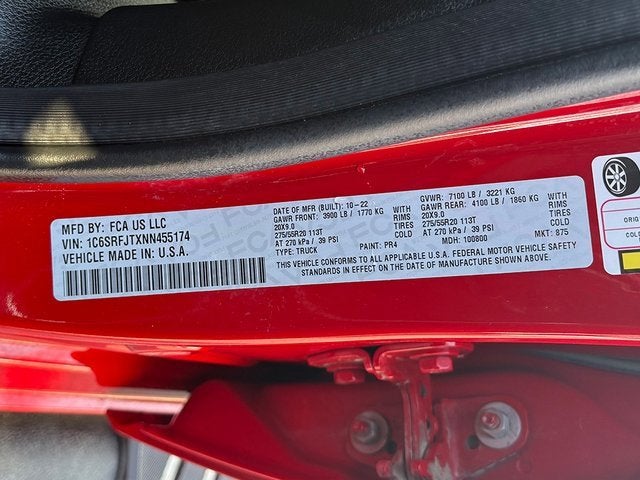 MFD BY: FCA US LLC
VIN: 1C6SRFJTXNN455174
VEHICLE MADE IN U.S.A.
DATE OF MFR (BUILT): 10-22 GVWR: 7100 LB / 3221 KG
GAWR FRONT: 3900 LB / 1770 KG WITH GAWR REAR: 4100 LB / 1860 KG WITH
20X9.0 RIMS 20X9.0 RIMS
275/55R20 113T TIRES 275/55R20 113T TIRES
AT 270 kPa / 39 PSI COLD AT 270 kPa / 39 PSI COLD
TYPE: TRUCK PAINT: PR4 MDH: 100800 MKT: 875
VEHICLE CONFORMS TO ALL APPLICABLE U.S.A. FEDERAL MOTOR VEHICLE SAFETY
STANDARDS IN EFFECT ON THE DATE OF MANUFACTURE SHOWN ABOVE.